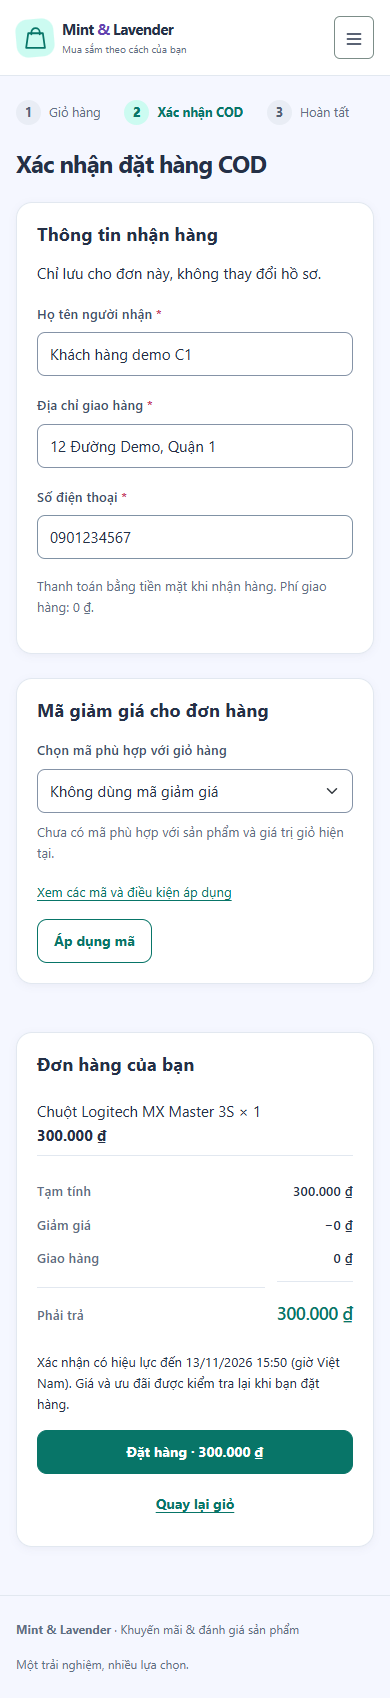 Mint & Lavender
Mua sắm theo cách của bạn
1 Giỏ hàng 2 Xác nhận COD 3 Hoàn tất
Xác nhận đặt hàng COD
Thông tin nhận hàng
Chỉ lưu cho đơn này, không thay đổi hồ sơ.
Họ tên người nhận *
Khách hàng demo C1
Địa chỉ giao hàng *
12 Đường Demo, Quận 1
Số điện thoại *
0901234567
Thanh toán bằng tiền mặt khi nhận hàng. Phí giao
hàng: 0 ₫.
Mã giảm giá cho đơn hàng
Chọn mã phù hợp với giỏ hàng
Không dùng mã giảm giá
Chưa có mã phù hợp với sản phẩm và giá trị giỏ hiện
tại.
Xem các mã và điều kiện áp dụng
Áp dụng mã
Đơn hàng của bạn
Chuột Logitech MX Master 3S × 1
300.000 ₫
Tạm tính 300.000 ₫
Giảm giá −0 ₫
Giao hàng 0 ₫
Phải trả 300.000 ₫
Xác nhận có hiệu lực đến 13/11/2026 15:50 (giờ Việt
Nam). Giá và ưu đãi được kiểm tra lại khi bạn đặt
hàng.
Đặt hàng · 300.000 ₫
Quay lại giỏ
Mint & Lavender · Khuyến mãi & đánh giá sản phẩm
Một trải nghiệm, nhiều lựa chọn.